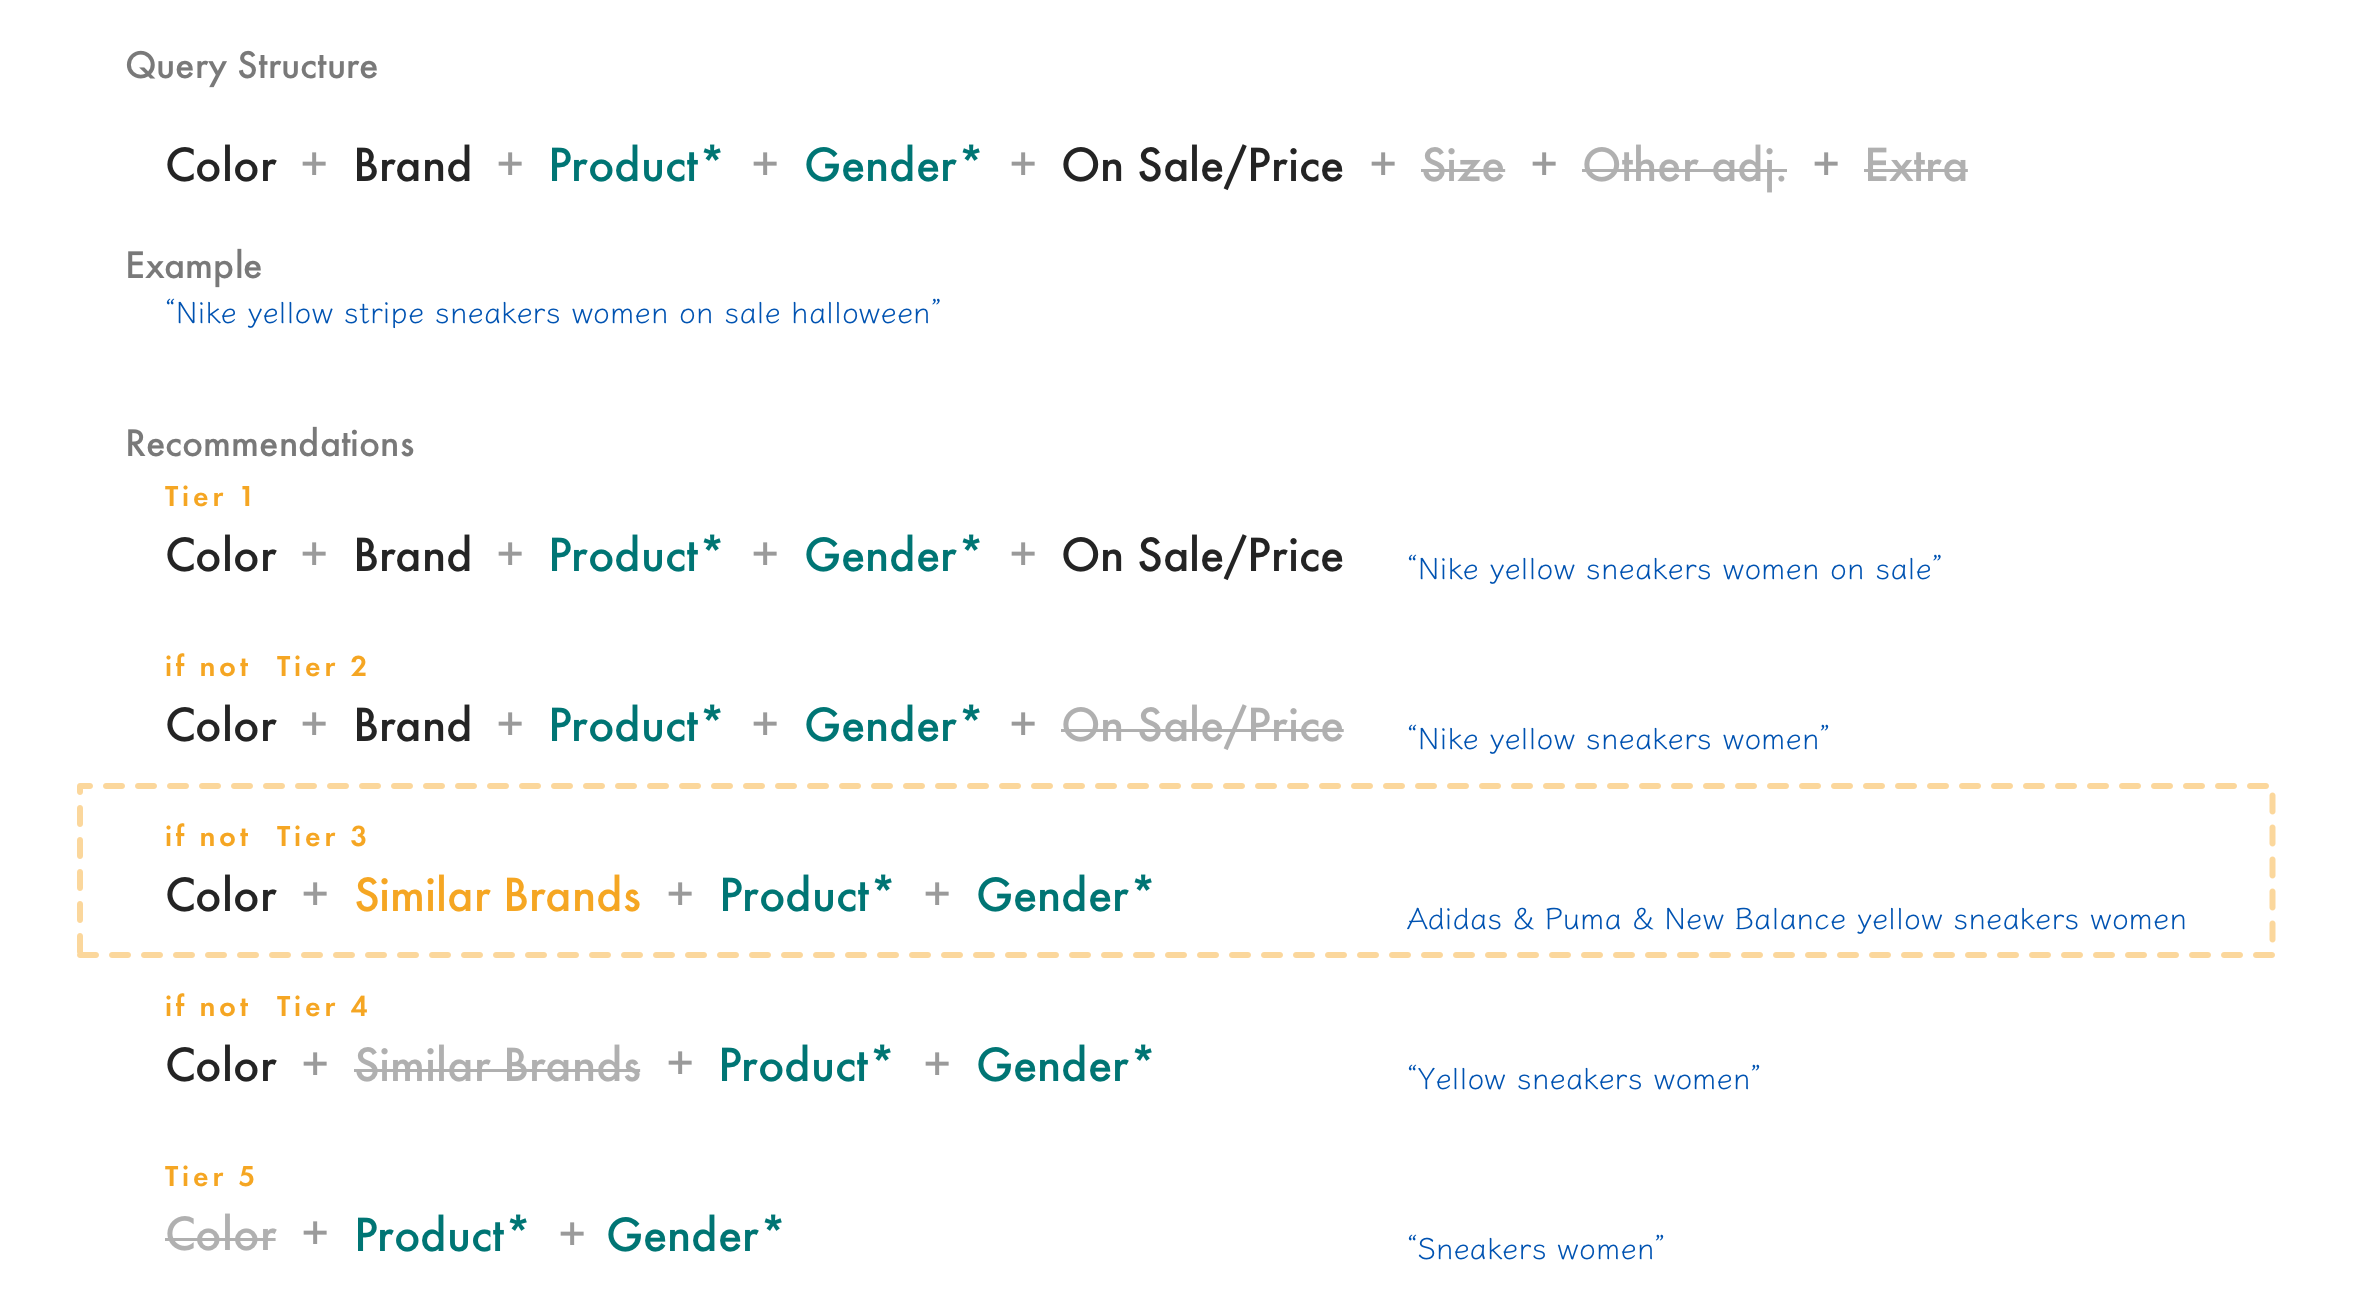 Query Structure
Color + Brand + Product* + Gender* + On Sale/Price + Size + Other adj. + Extra
Example
“Nike yellow stripe sneakers women on sale halloween”
Recommendations
Tier 1
Color + Brand + Product* + Gender* + On Sale/Price “Nike yellow sneakers women on sale”
if not Tier 2
Color + Brand + Product* + Gender* + On Sale/Price “Nike yellow sneakers women”
if not Tier 3
Color + Similar Brands + Product* + Gender* Adidas & Puma & New Balance yellow sneakers women
if not Tier 4
Color + Similar Brands + Product* + Gender* “Yellow sneakers women”
Tier 5
Color + Product* + Gender* “Sneakers women”